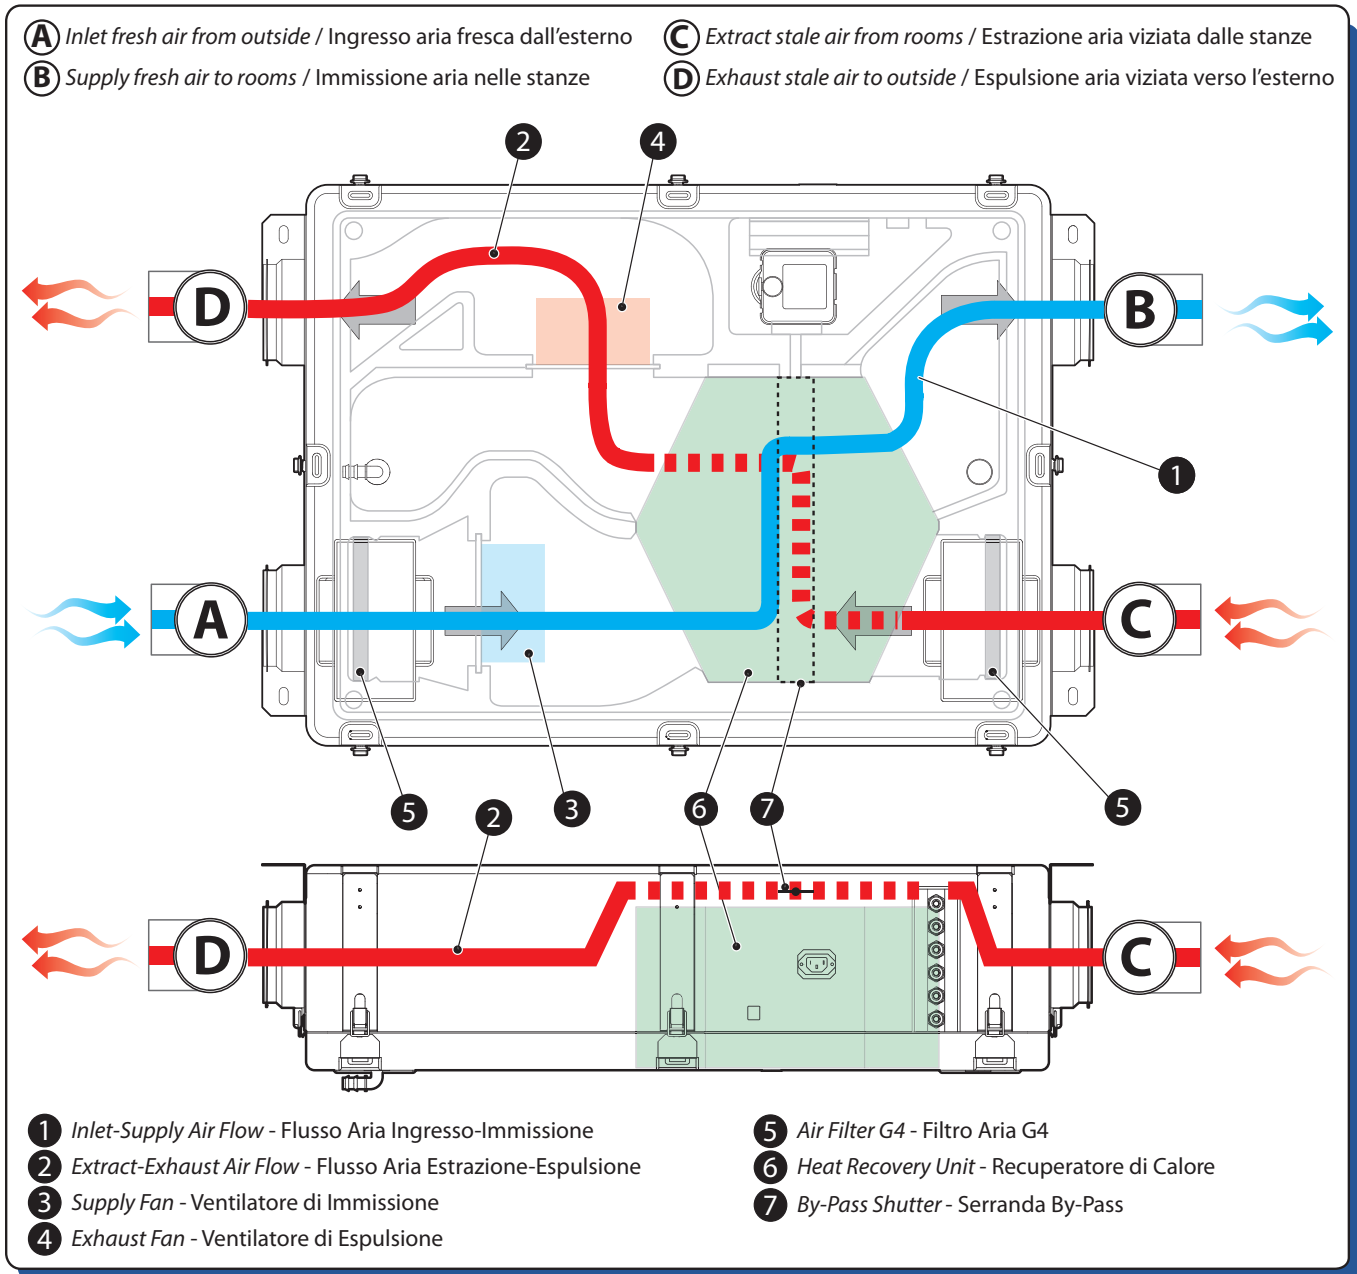 A Inlet fresh air from outside / Ingresso aria fresca dall'esterno
B Supply fresh air to rooms / Immissione aria nelle stanze
C Extract stale air from rooms / Estrazione aria viziata dalle stanze
D Exhaust stale air to outside / Espulsione aria viziata verso l'esterno
2
4
D
B
1
A
C
5
3
6
7
5
2
D
C
1 Inlet-Supply Air Flow - Flusso Aria Ingresso-Immissione
2 Extract-Exhaust Air Flow - Flusso Aria Estrazione-Espulsione
3 Supply Fan - Ventilatore di Immissione
4 Exhaust Fan - Ventilatore di Espulsione
5 Air Filter G4 - Filtro Aria G4
6 Heat Recovery Unit - Recuperatore di Calore
7 By-Pass Shutter - Serranda By-Pass